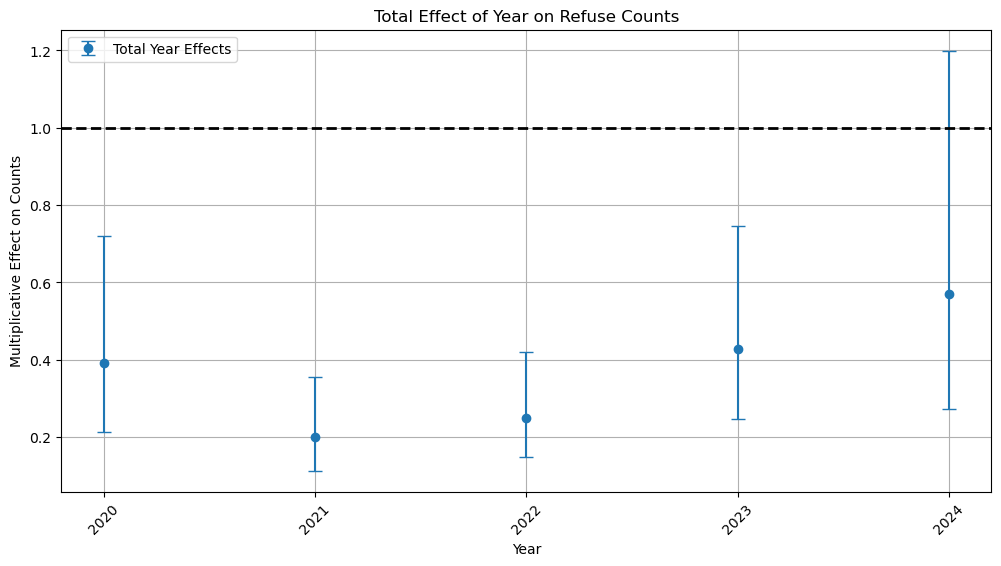 Total Effect of Year on Refuse Counts
Total Year Effects
Multiplicative Effect on Counts
1.2
1.0
0.8
0.6
0.4
0.2
2020
2021
2022
2023
2024
Year